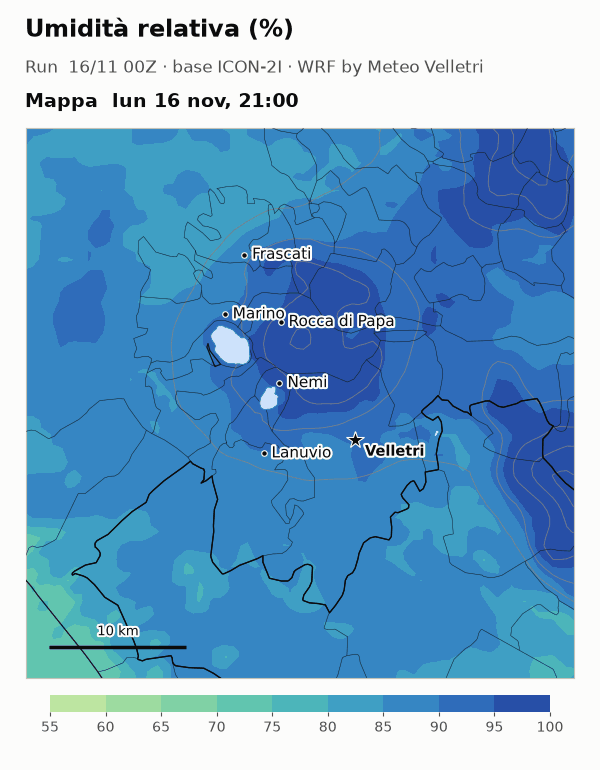 Umidità relativa (%)
Run  16/11 00Z · base ICON-2I · WRF by Meteo Velletri
Mappa  lun 16 nov, 21:00
Frascati
Marino
Rocca di Papa
Nemi
Velletri
Lanuvio
10 km
55 60 65 70 75 80 85 90 95 100